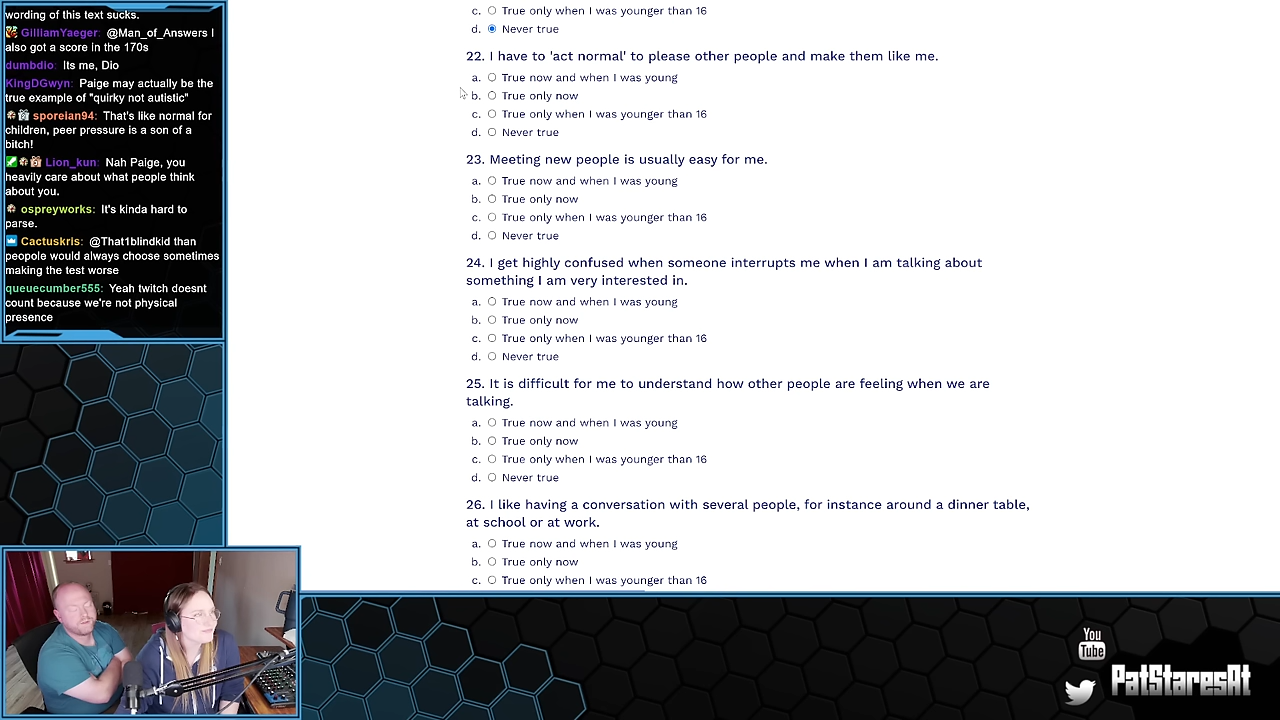 wording of this text sucks.
GilliamYaeger: @Man_of_Answers I
also got a score in the 170s
dumbdio: Its me, Dio
KingDGwyn: Paige may actually be the
true example of "quirky not autistic"
sporeian94: That's like normal for
children, peer pressure is a son of a
bitch!
Lion_kun: Nah Paige, you
heavily care about what people think
about you.
ospreyworks: It's kinda hard to
parse.
Cactuskris: @That1blindkid than
peopole would always choose sometimes
making the test worse
queuecumber555: Yeah twitch doesnt
count because we're not physical
presence
c. True only when I was younger than 16
d. Never true
22. I have to 'act normal' to please other people and make them like me.
a. True now and when I was young
b. True only now
c. True only when I was younger than 16
d. Never true
23. Meeting new people is usually easy for me.
a. True now and when I was young
b. True only now
c. True only when I was younger than 16
d. Never true
24. I get highly confused when someone interrupts me when I am talking about
something I am very interested in.
a. True now and when I was young
b. True only now
c. True only when I was younger than 16
d. Never true
25. It is difficult for me to understand how other people are feeling when we are
talking.
a. True now and when I was young
b. True only now
c. True only when I was younger than 16
d. Never true
26. I like having a conversation with several people, for instance around a dinner table,
at school or at work.
a. True now and when I was young
b. True only now
c. True only when I was younger than 16
You
Tube
PatStaresAt